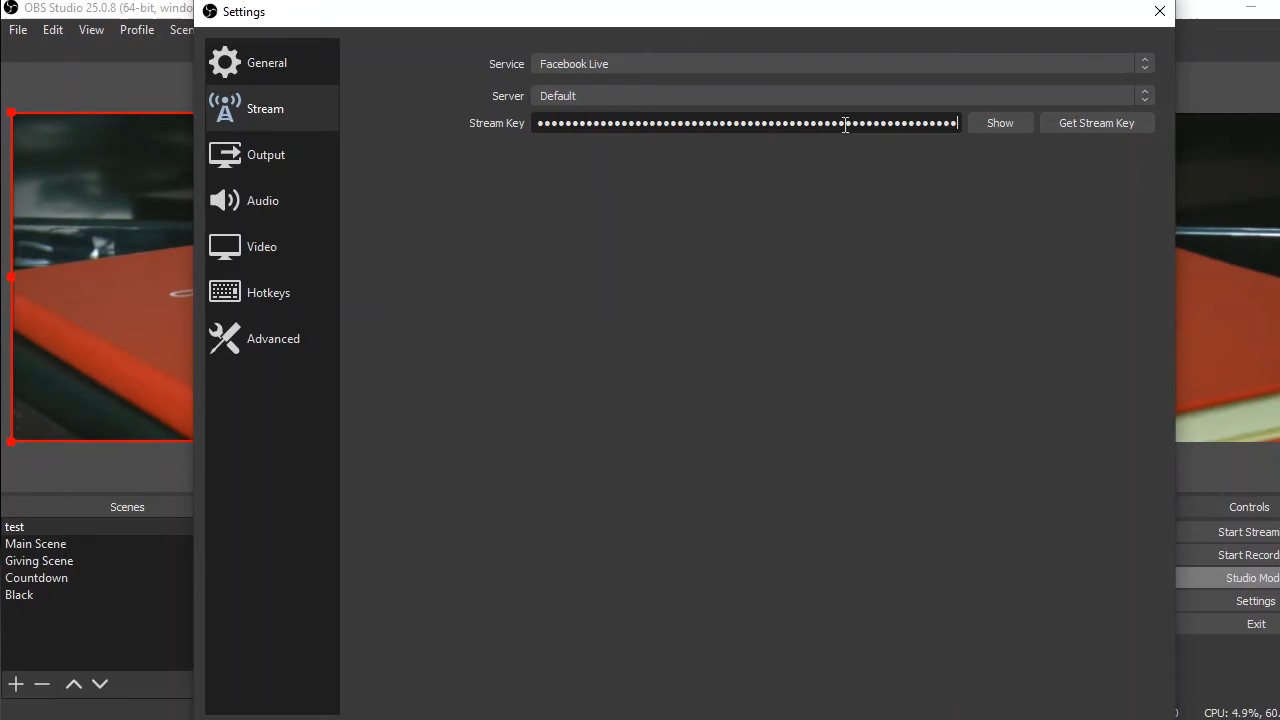 OBS Studio 25.0.8 (64-bit, windo
Settings
File Edit View Profile Scen
General
Stream
Output
Audio
Video
Hotkeys
Advanced
Service Facebook Live
Server Default
Stream Key ●●●●●●●●●●●●●●●●●●●●●●●●●●●●●●●●●●●●●●●●●●●●●●●●●●●●●●●●●●●● Show Get Stream Key
Scenes
test
Main Scene
Giving Scene
Countdown
Black
Controls
Start Stream
Start Record
Studio Mod
Settings
Exit
CPU: 4.9%, 60.